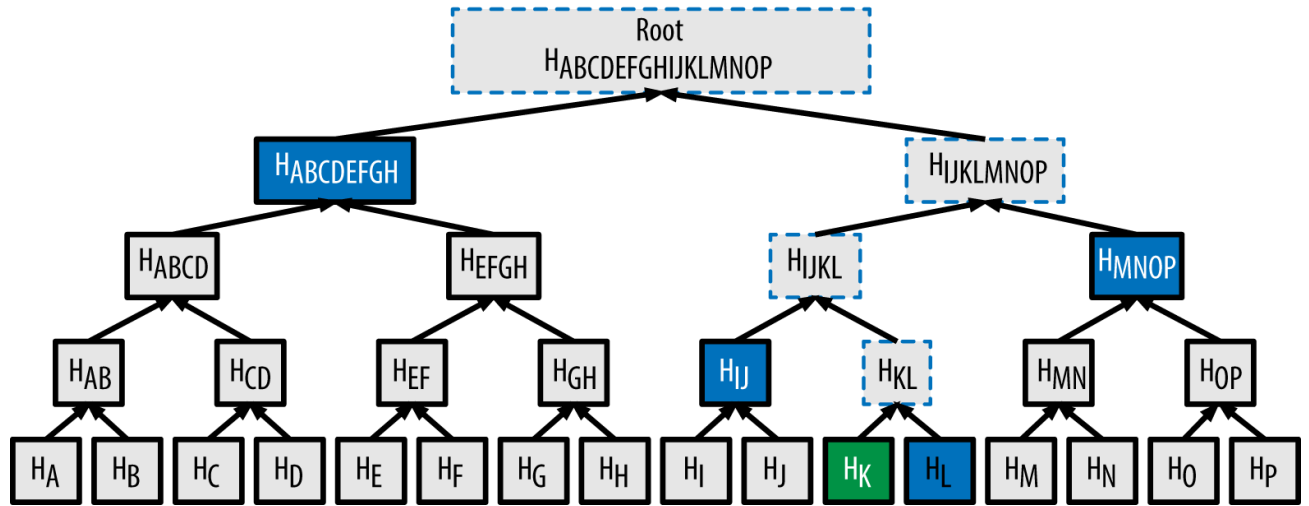 Root
HABCDEFGHIJKLMNOP
HABCDEFGH
HIJKLMNOP
HABCD
HEFGH
HIJKL
HMNOP
HAB
HCD
HEF
HGH
HIJ
HKL
HMN
HOP
HA
HB
HC
HD
HE
HF
HG
HH
HI
HJ
HK
HL
HM
HN
HO
HP